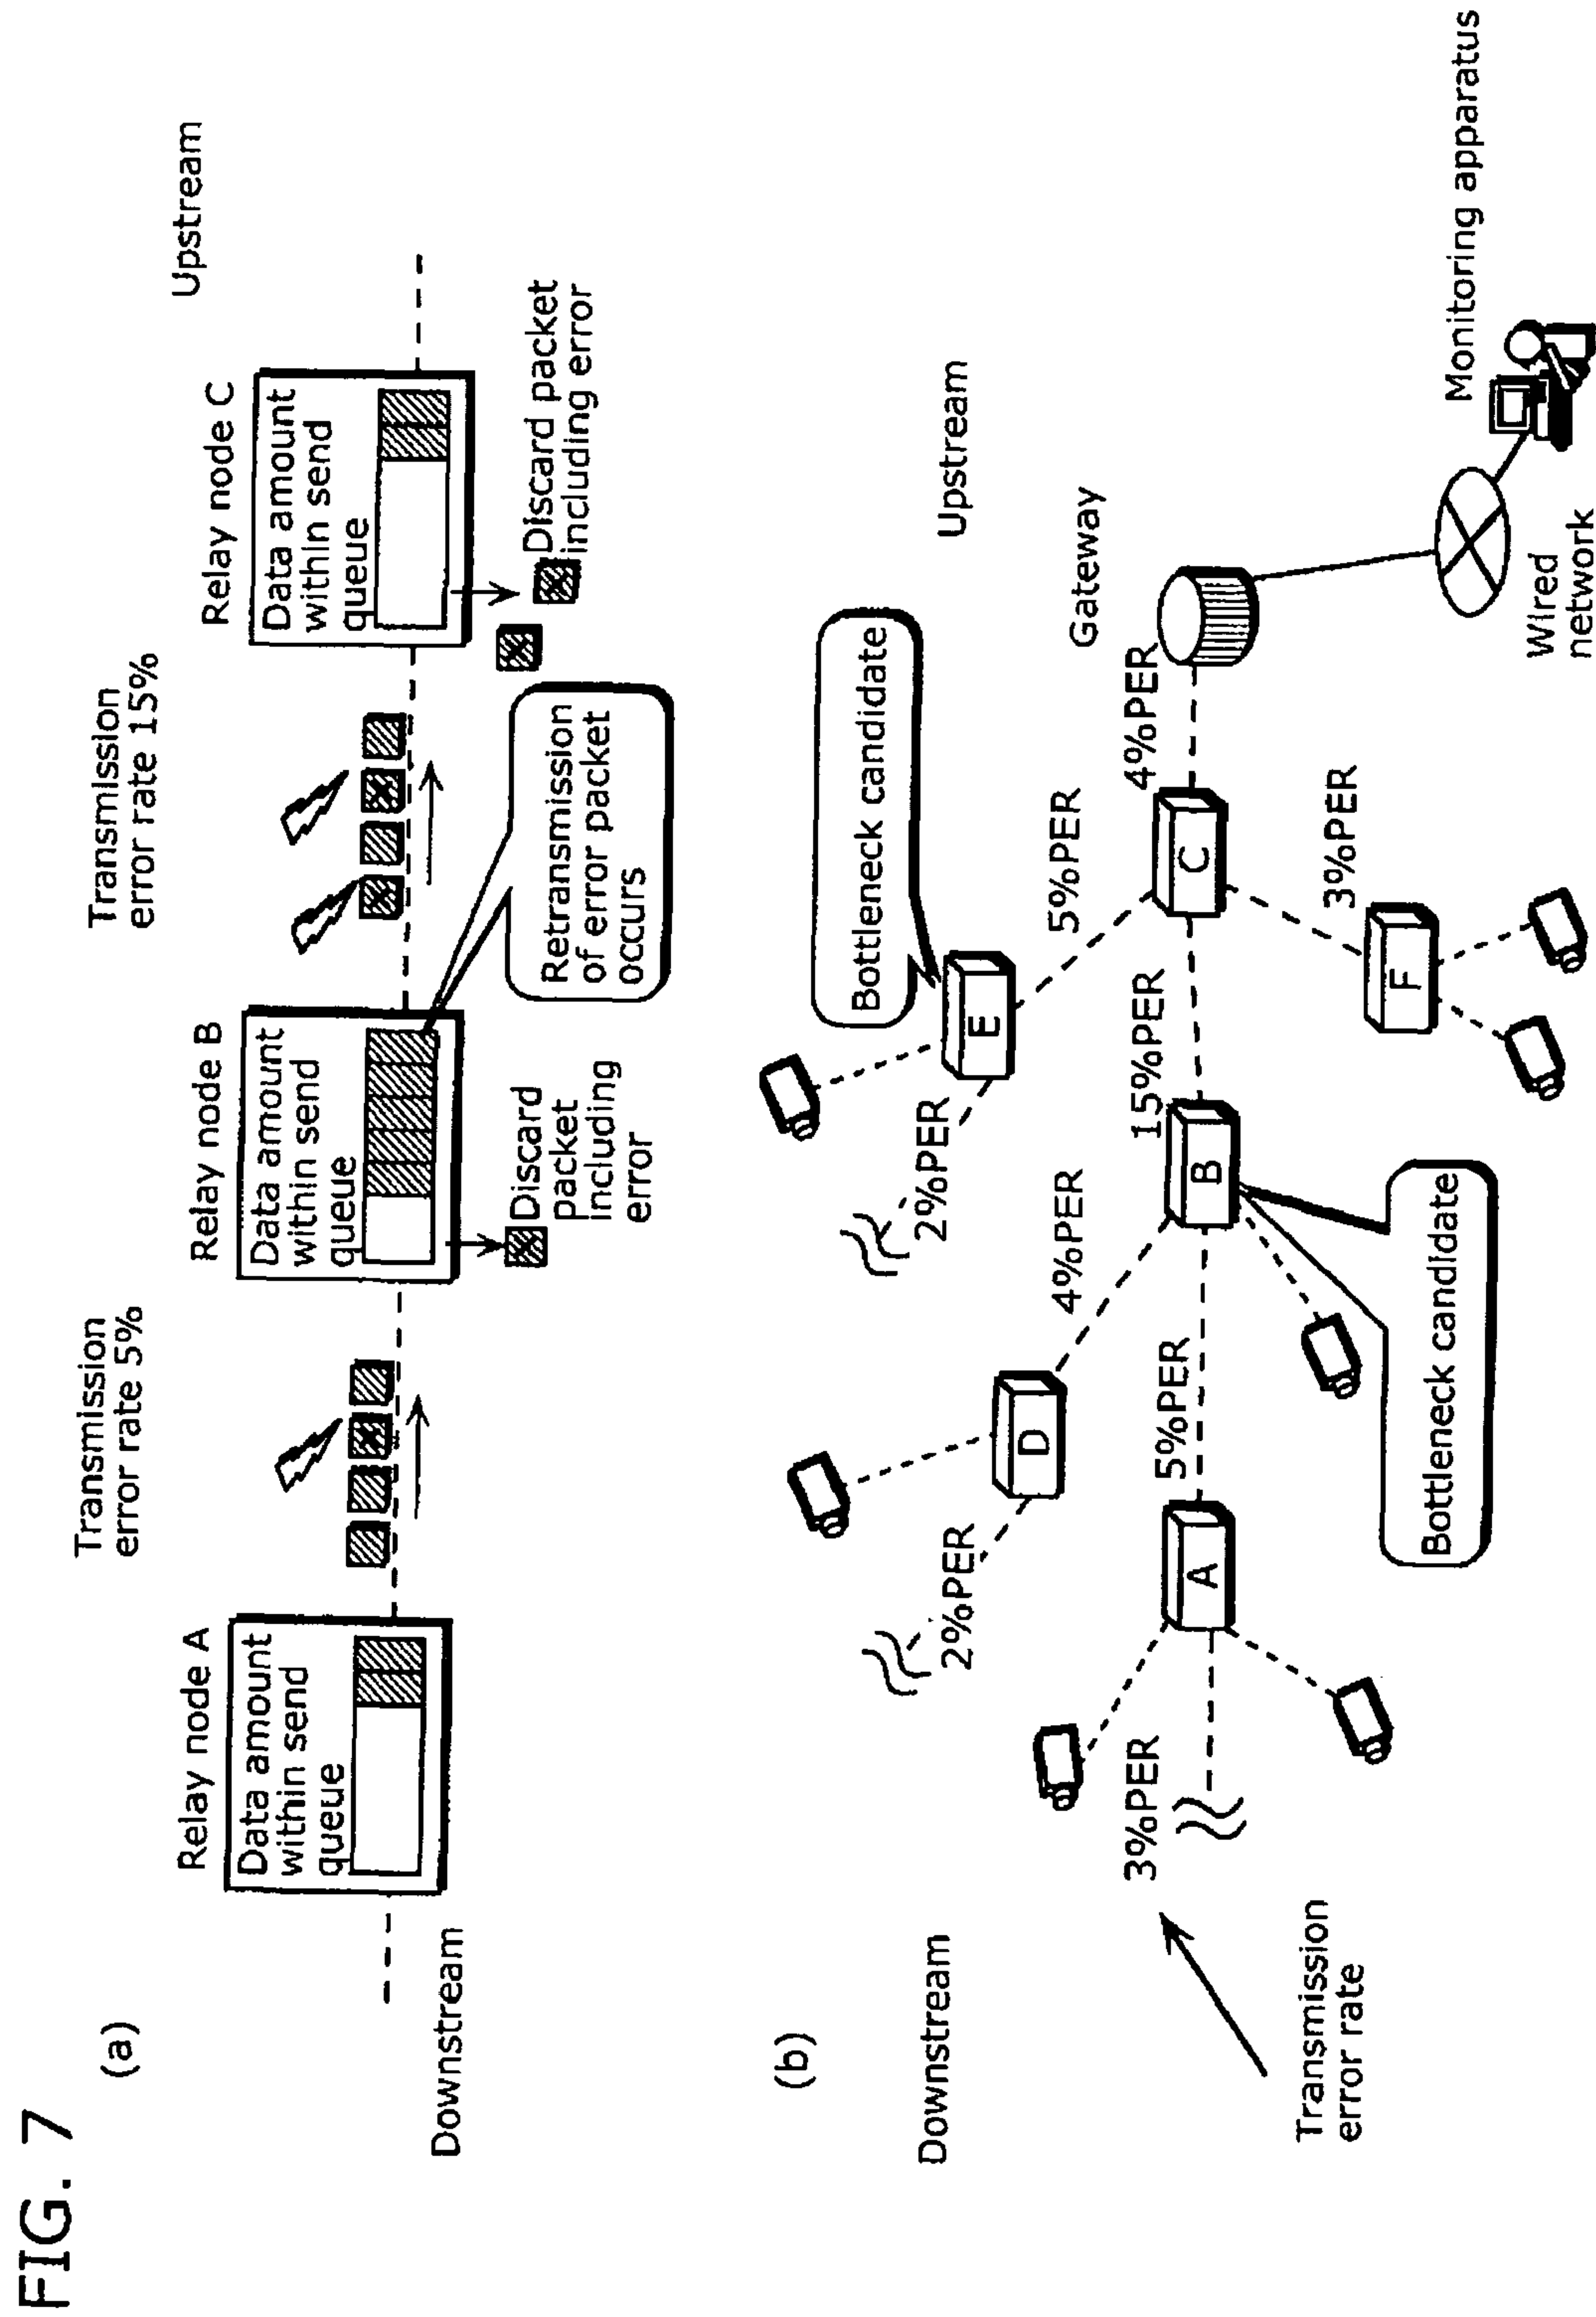 FIG. 7
(a)
Transmission
error rate 5%
Transmission
error rate 15%
Upstream
Relay node A
Data amount
within send
queue
Relay node B
Data amount
within send
queue
Relay node C
Data amount
within send
queue
Discard
packet
including
error
Retransmission
of error packet
occurs
Discard packet
including error
Downstream
(b)
Downstream
Upstream
Bottleneck candidate
2%PER
D
4%PER
2%PER
E
5%PER
Gateway
3%PER
A
5%PER
B
15%PER
C
4%PER
F
3%PER
Transmission
error rate
Bottleneck candidate
Wired
network
Monitoring apparatus